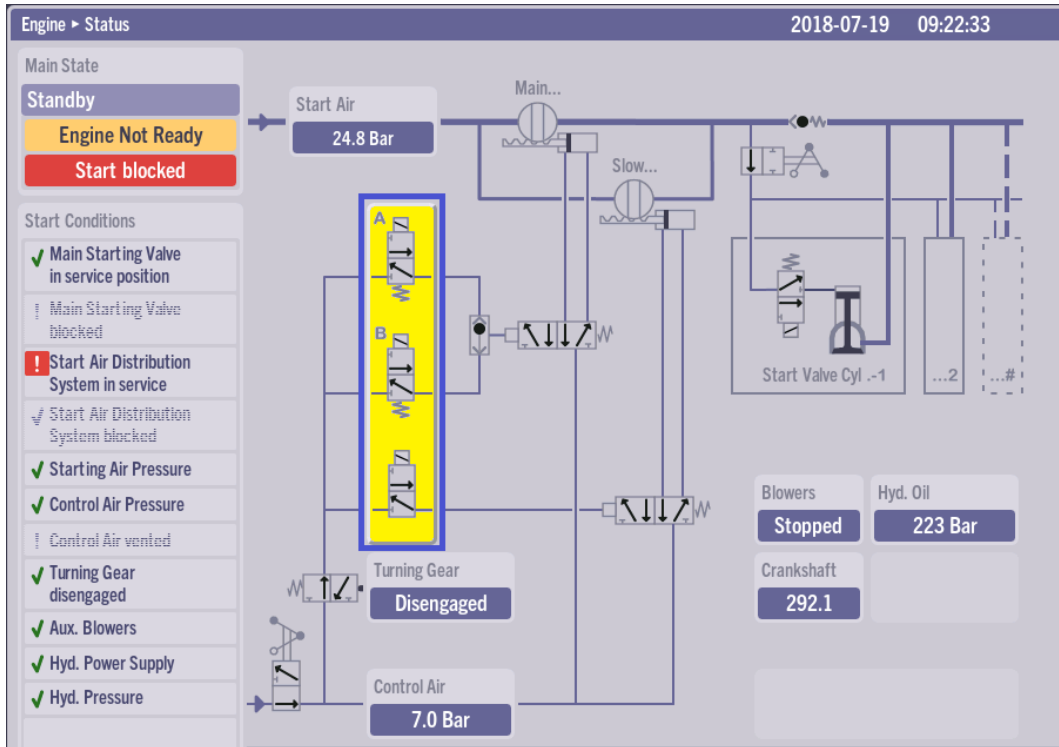 Engine ► Status
2018-07-19 09:22:33
Main State
Standby
Engine Not Ready
Start blocked
Start Conditions
Main Starting Valve
in service position
! Main Starting Valve
blocked
! Start Air Distribution
System in service
Start Air Distribution
System blocked
Starting Air Pressure
Control Air Pressure
! Control Air vented
Turning Gear
disengaged
Aux. Blowers
Hyd. Power Supply
Hyd. Pressure
Start Air
24.8 Bar
Main...
Slow...
A
B
Turning Gear
Disengaged
Control Air
7.0 Bar
Start Valve Cyl .-1
...2
...#
Blowers
Stopped
Hyd. Oil
223 Bar
Crankshaft
292.1